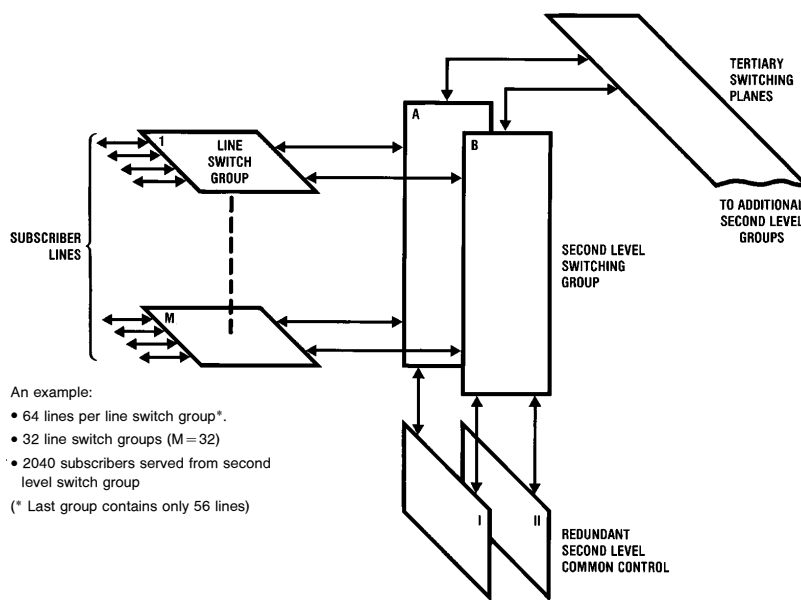 TERTIARY
SWITCHING
PLANES
A
B
1
LINE
SWITCH
GROUP
TO ADDITIONAL
SECOND LEVEL
GROUPS
SUBSCRIBER
LINES
SECOND LEVEL
SWITCHING
GROUP
M
An example:
• 64 lines per line switch group*.
• 32 line switch groups (M=32)
• 2040 subscribers served from second
level switch group
(* Last group contains only 56 lines)
I
II
REDUNDANT
SECOND LEVEL
COMMON CONTROL